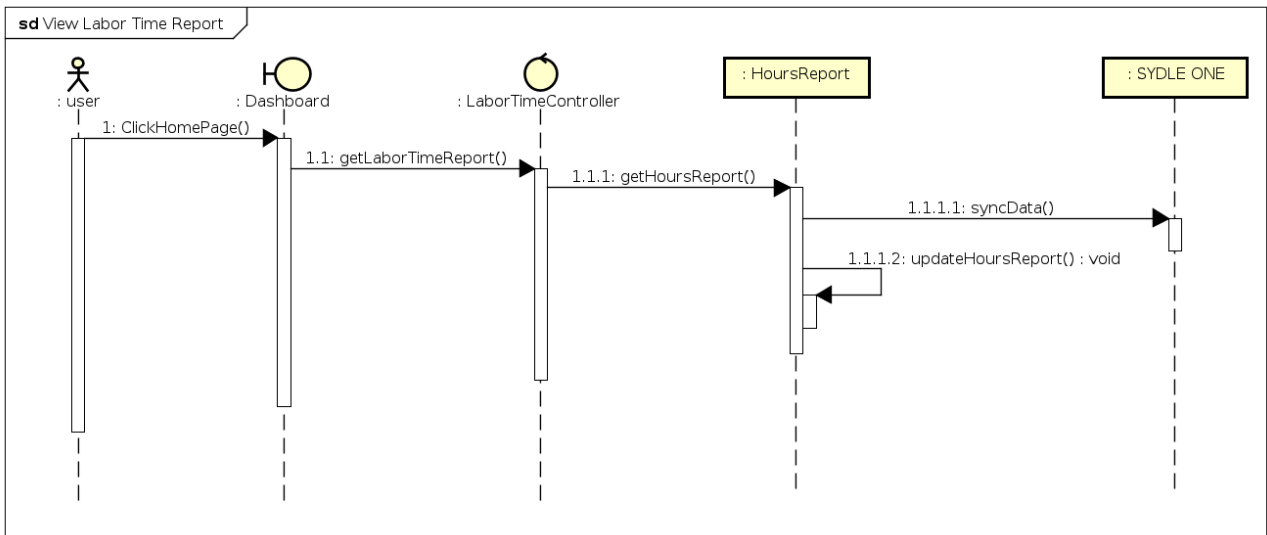 sd View Labor Time Report
: user
: Dashboard
: LaborTimeController
: HoursReport
: SYDLE ONE
1: ClickHomePage()
1.1: getLaborTimeReport()
1.1.1: getHoursReport()
1.1.1.1: syncData()
1.1.1.2: updateHoursReport() : void